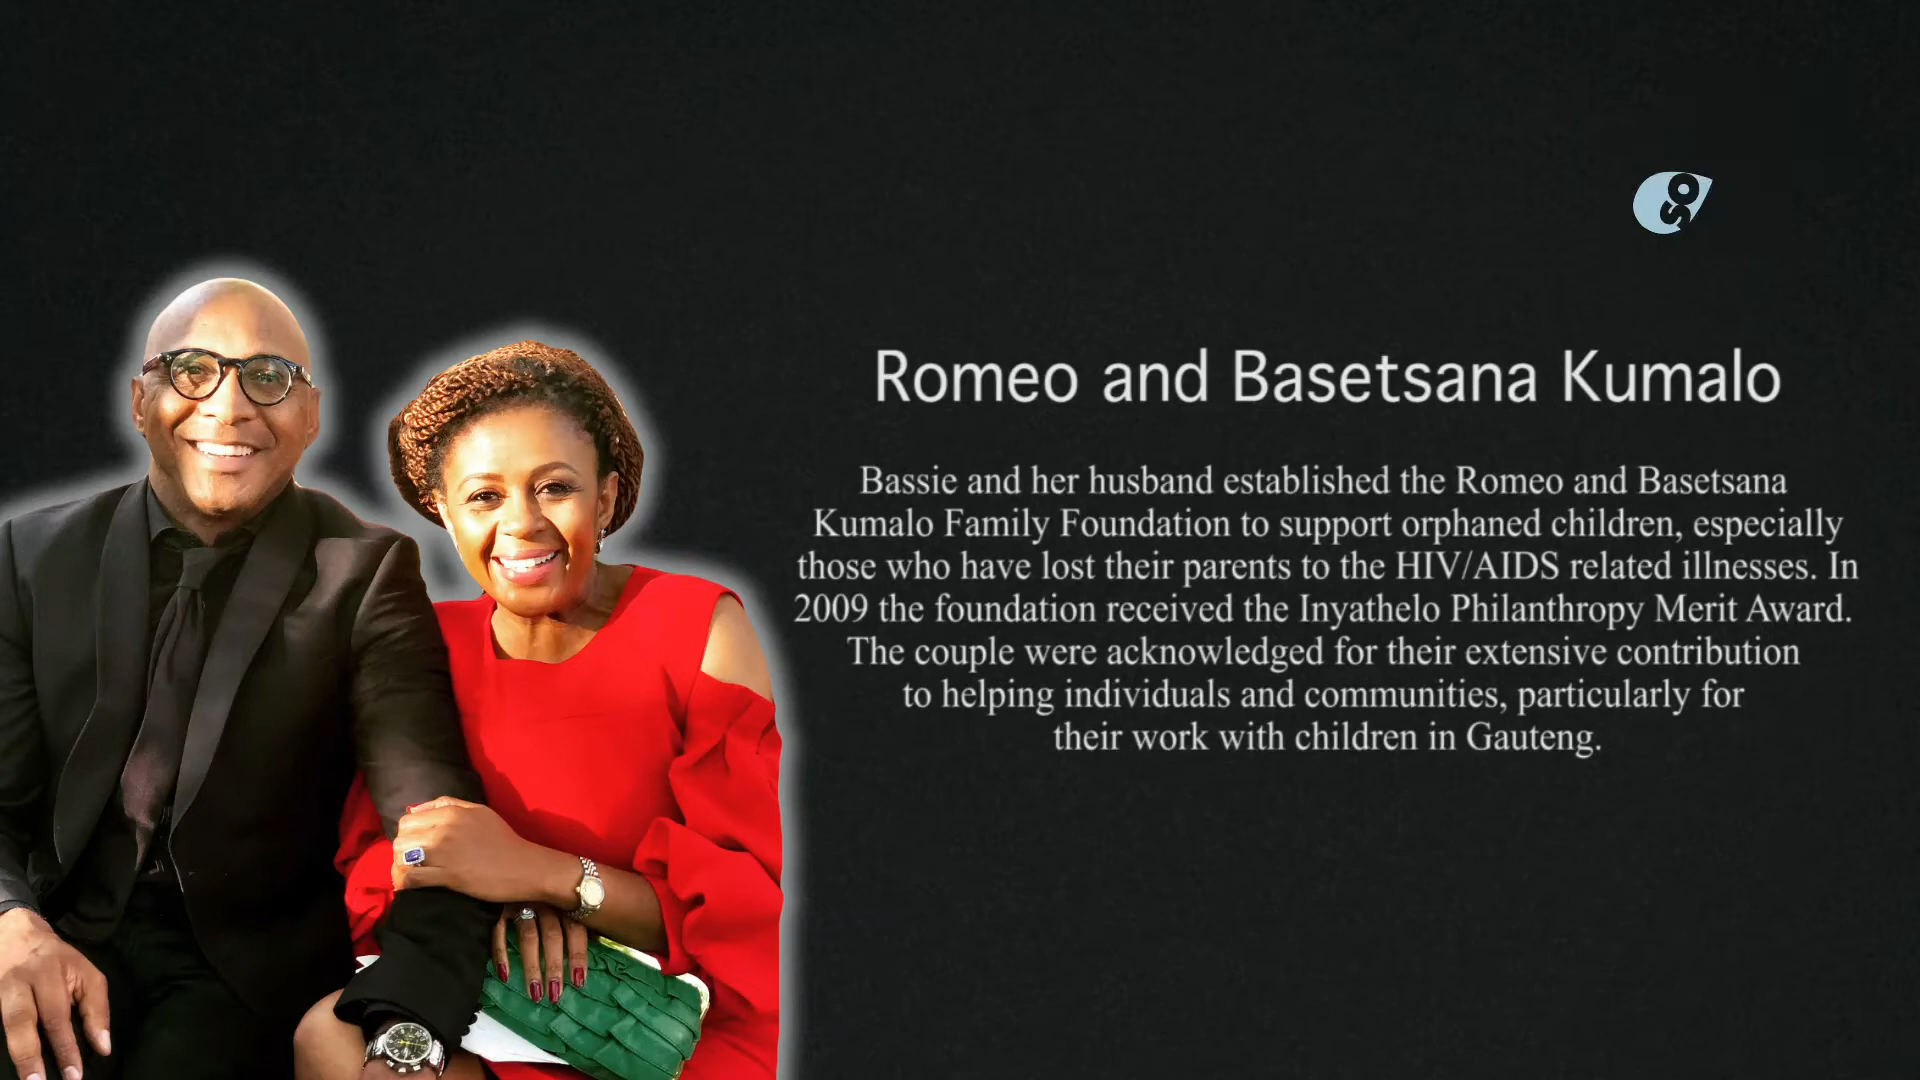 so
Romeo and Basetsana Kumalo
Bassie and her husband established the Romeo and Basetsana
Kumalo Family Foundation to support orphaned children, especially
those who have lost their parents to the HIV/AIDS related illnesses. In
2009 the foundation received the Inyathelo Philanthropy Merit Award.
The couple were acknowledged for their extensive contribution
to helping individuals and communities, particularly for
their work with children in Gauteng.